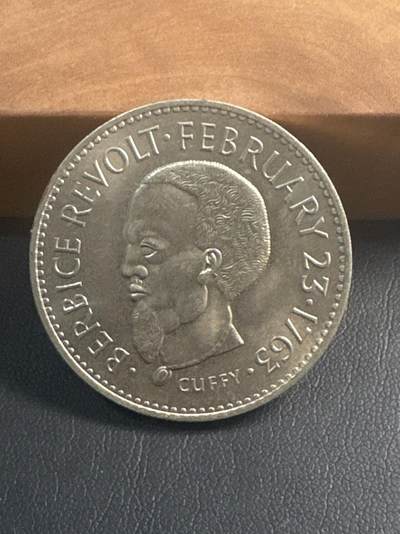 · BERBICE REVOLT · FEBRUARY 23 · 1763 ·
CUFFY